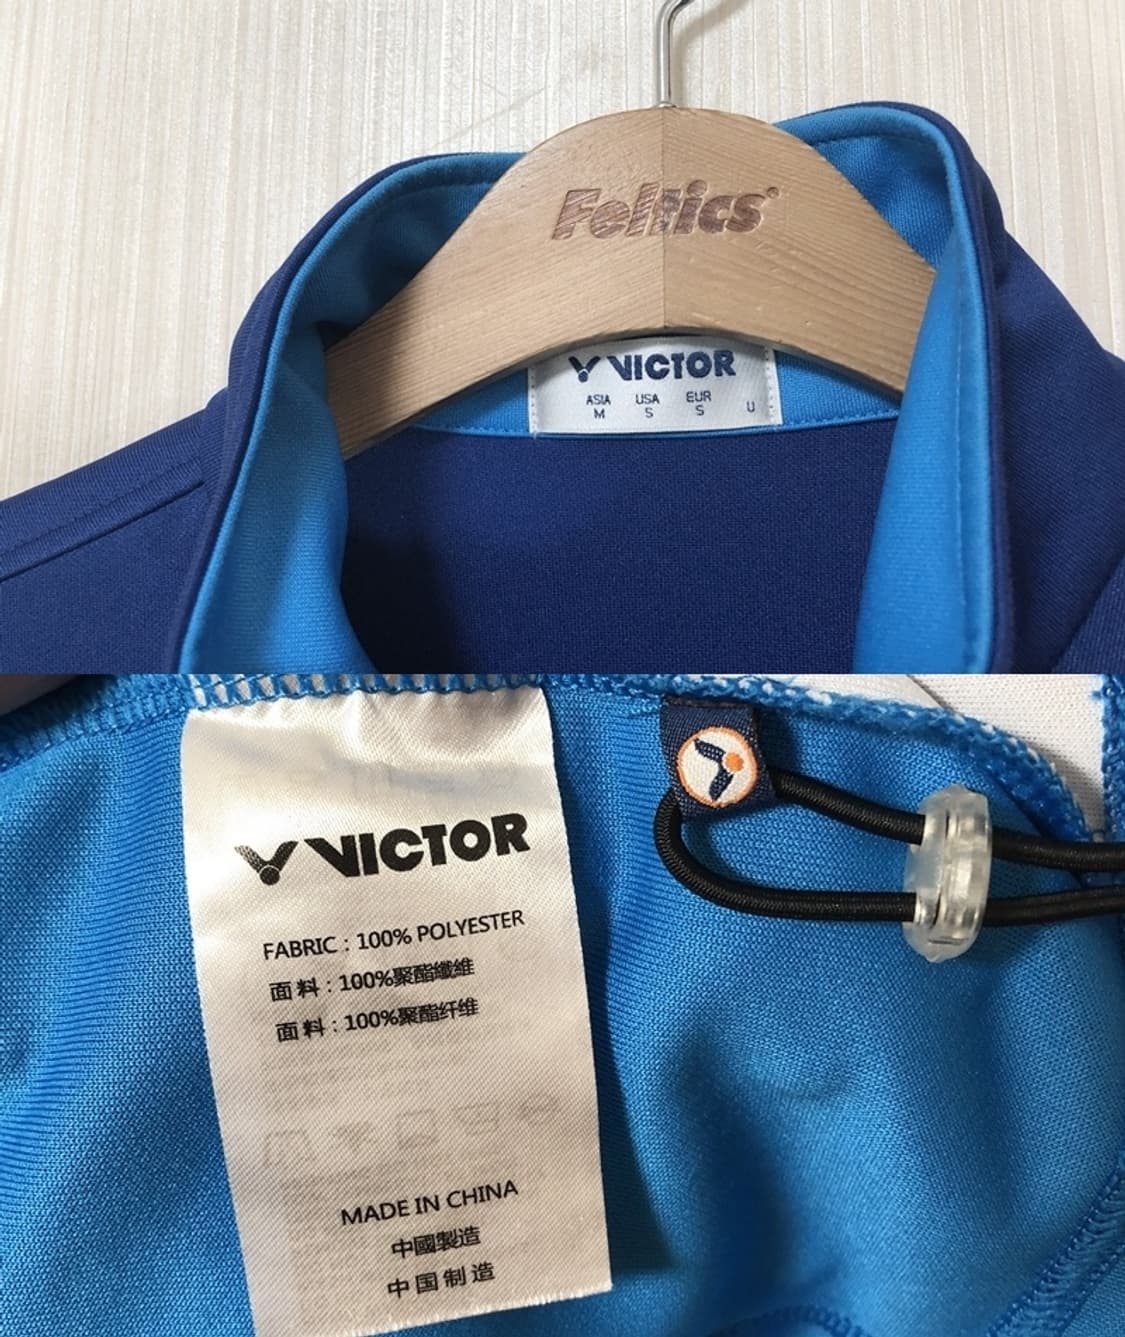 Feltics
VICTOR
ASIA USA EUR
M S S U
VICTOR
FABRIC : 100% POLYESTER
面 料 : 100%聚酯纖維
面 料 : 100%聚酯纤维
MADE IN CHINA
中國製造
中国制造